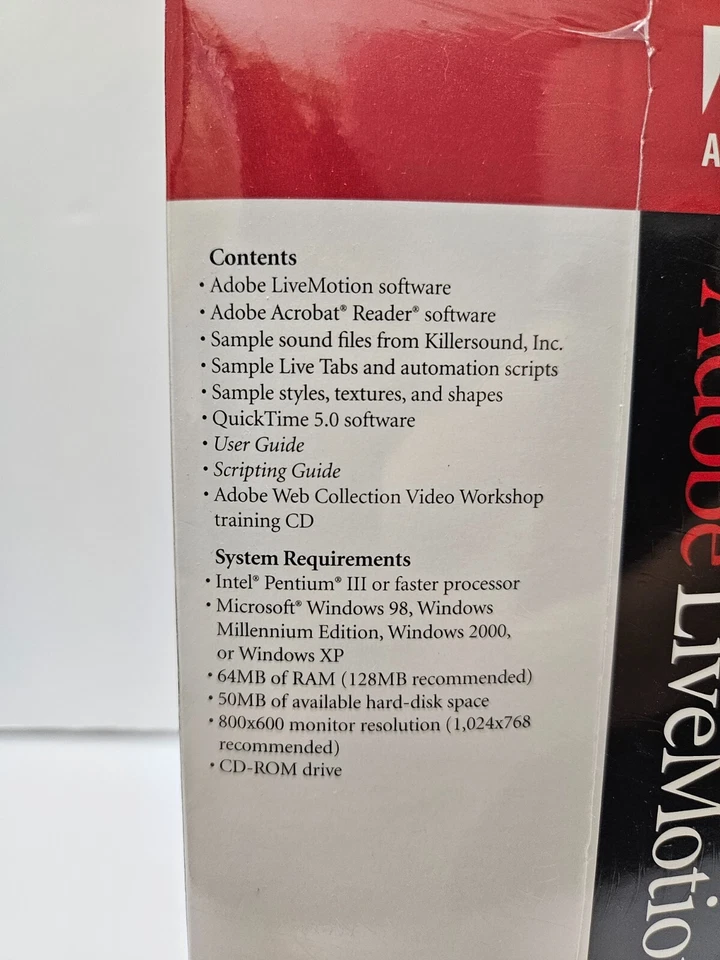 Contents
• Adobe LiveMotion software
• Adobe Acrobat® Reader® software
• Sample sound files from Killersound, Inc.
• Sample Live Tabs and automation scripts
• Sample styles, textures, and shapes
• QuickTime 5.0 software
• User Guide
• Scripting Guide
• Adobe Web Collection Video Workshop
training CD
System Requirements
• Intel® Pentium® III or faster processor
• Microsoft® Windows 98, Windows
Millennium Edition, Windows 2000,
or Windows XP
• 64MB of RAM (128MB recommended)
• 50MB of available hard-disk space
• 800x600 monitor resolution (1,024x768
recommended)
• CD-ROM drive
A
Adobe LiveMotio